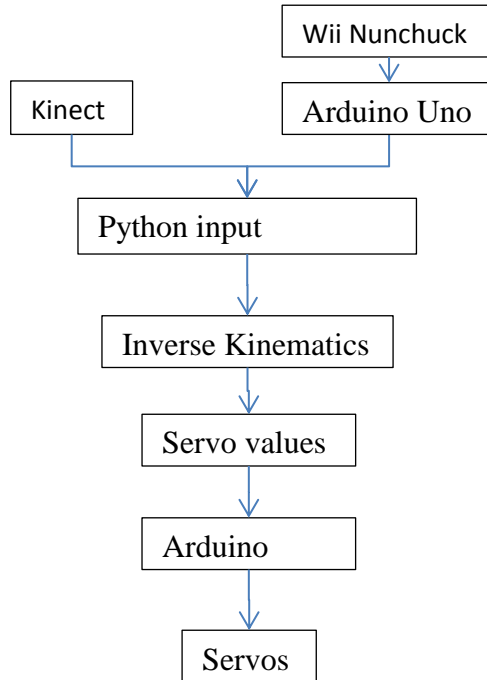 Wii Nunchuck
Kinect
Arduino Uno
Python input
Inverse Kinematics
Servo values
Arduino
Servos